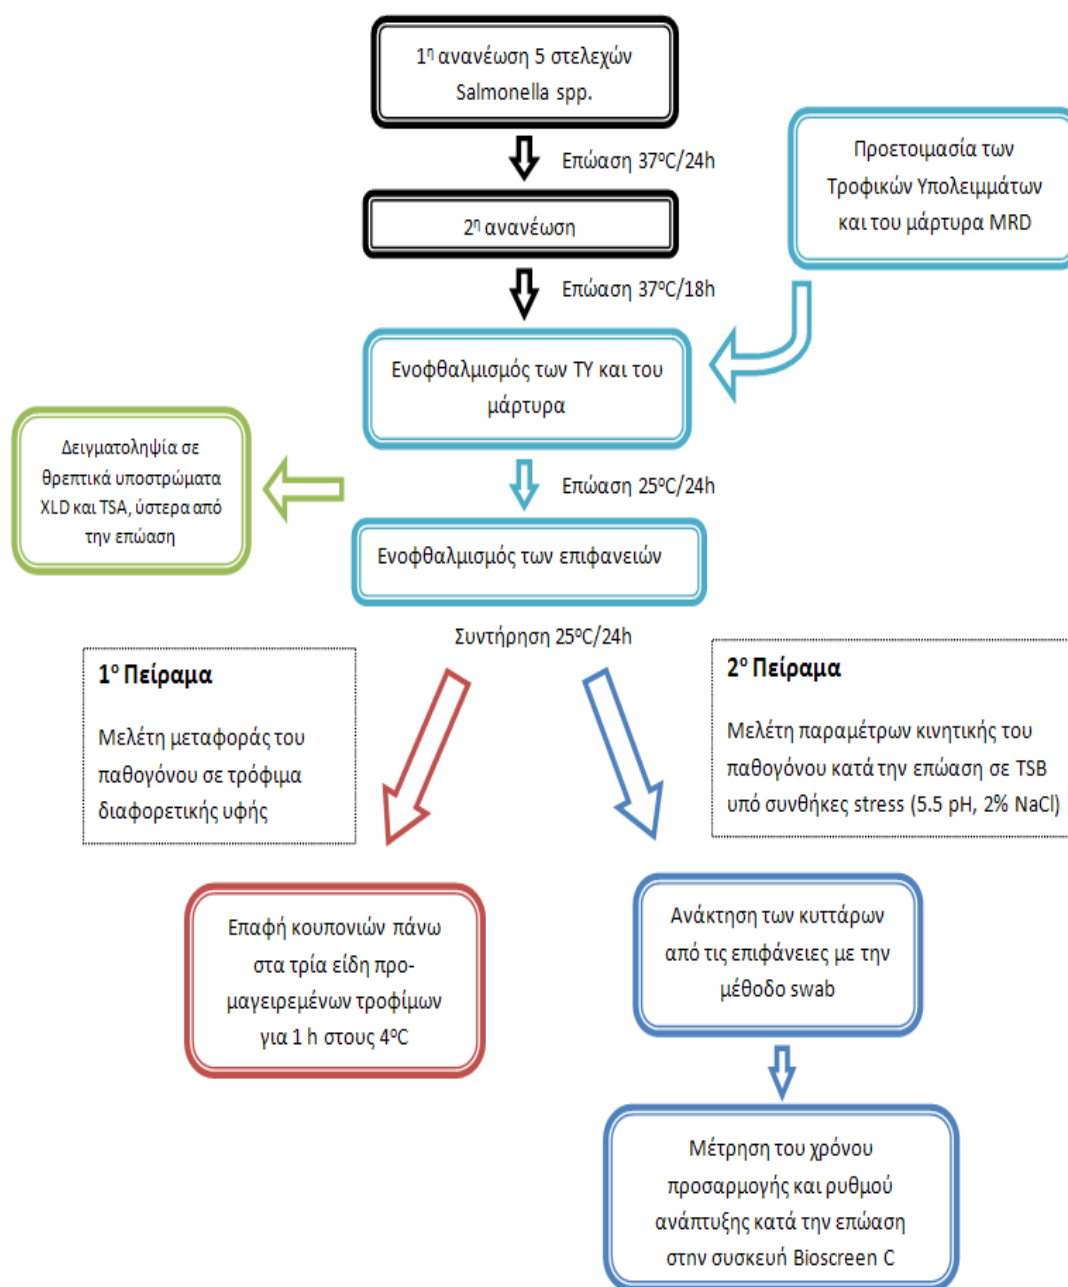 1η ανανέωση 5 στελεχών
Salmonella spp.
Επώαση 37οC/24h
Προετοιμασία των
Τροφικών Υπολειμμάτων
και του μάρτυρα MRD
2η ανανέωση
Επώαση 37οC/18h
Ενοφθαλμισμός των ΤΥ και του
μάρτυρα
Δειγματοληψία σε
θρεπτικά υποστρώματα
XLD και TSA, ύστερα από
την επώαση
Επώαση 25οC/24h
Ενοφθαλμισμός των επιφανειών
Συντήρηση 25οC/24h
1ο Πείραμα
Μελέτη μεταφοράς του
παθογόνου σε τρόφιμα
διαφορετικής υφής
2ο Πείραμα
Μελέτη παραμέτρων κινητικής του
παθογόνου κατά την επώαση σε TSB
υπό συνθήκες stress (5.5 pH, 2% NaCl)
Επαφή κουπονιών πάνω
στα τρία είδη προ-
μαγειρεμένων τροφίμων
για 1 h στους 4οC
Ανάκτηση των κυττάρων
από τις επιφάνειες με την
μέθοδο swab
Μέτρηση του χρόνου
προσαρμογής και ρυθμού
ανάπτυξης κατά την επώαση
στην συσκευή Bioscreen C